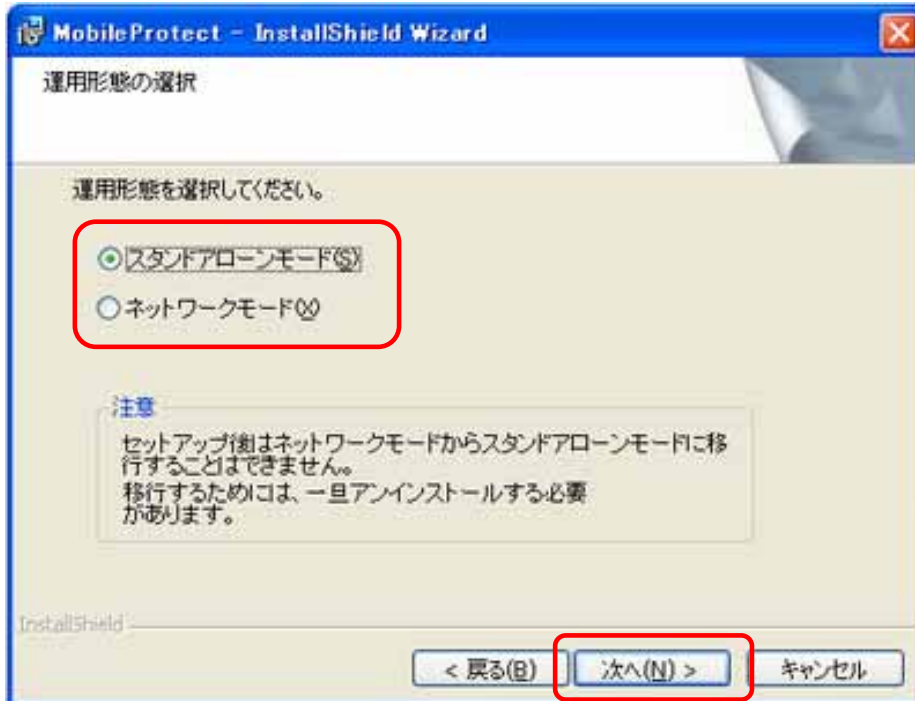 MobileProtect - InstallShield Wizard
運用形態の選択
運用形態を選択してください。
スタンドアローンモード(S)
ネットワークモード(X)
注意
セットアップ後はネットワークモードからスタンドアローンモードに移
行することはできません。
移行するためには、一旦アンインストールする必要
があります。
InstallShield
< 戻る(B)
次へ(N) >
キャンセル